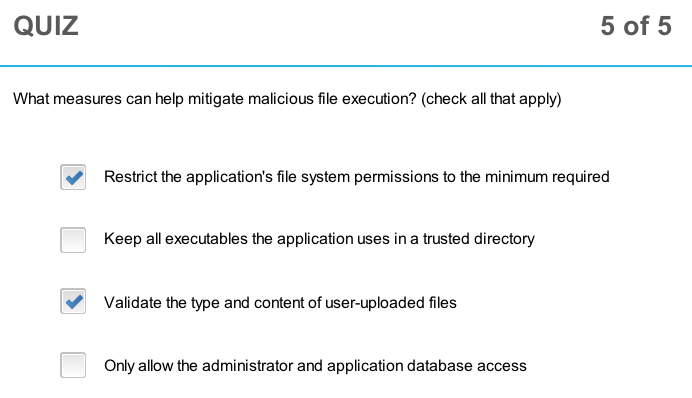 QUIZ 5 of 5
What measures can help mitigate malicious file execution? (check all that apply)
Restrict the application's file system permissions to the minimum required
Keep all executables the application uses in a trusted directory
Validate the type and content of user-uploaded files
Only allow the administrator and application database access